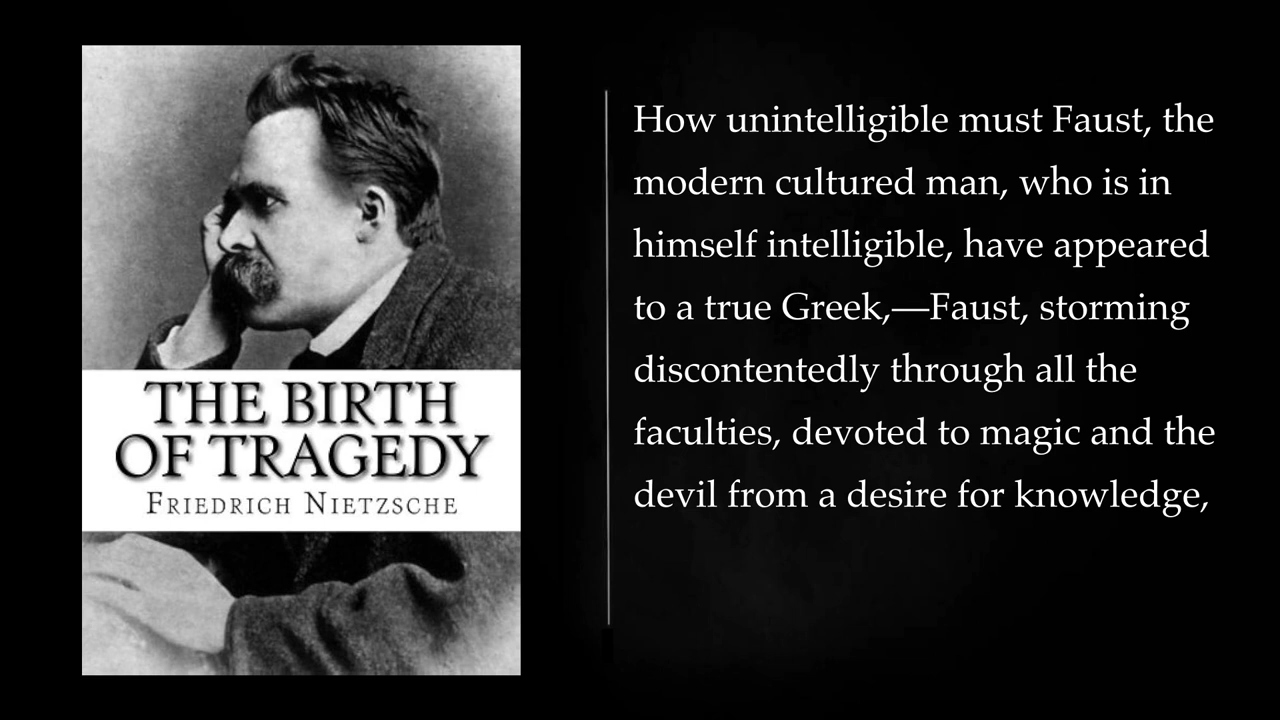 THE BIRTH
OF TRAGEDY
FRIEDRICH NIETZSCHE
How unintelligible must Faust, the
modern cultured man, who is in
himself intelligible, have appeared
to a true Greek,—Faust, storming
discontentedly through all the
faculties, devoted to magic and the
devil from a desire for knowledge,